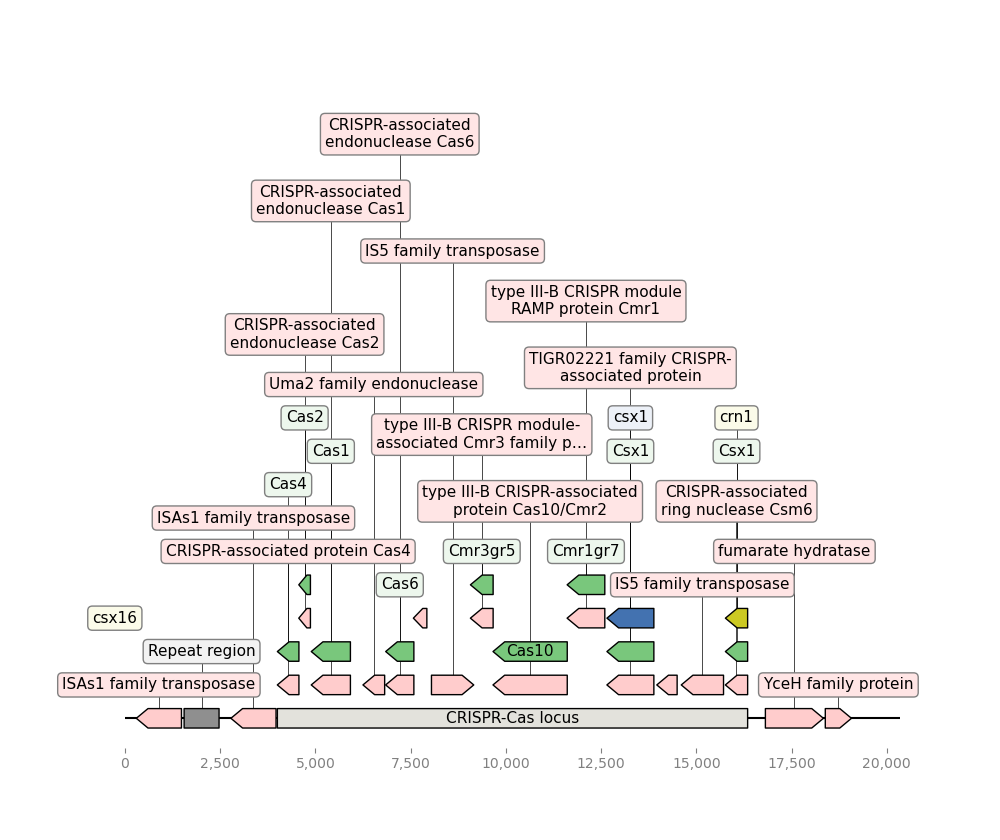 CRISPR-associated
endonuclease Cas6
CRISPR-associated
endonuclease Cas1
IS5 family transposase
type III-B CRISPR module
RAMP protein Cmr1
CRISPR-associated
endonuclease Cas2
TIGR02221 family CRISPR-
associated protein
Uma2 family endonuclease
Cas2
type III-B CRISPR module-
associated Cmr3 family p...
csx1
crn1
Cas1
Csx1
Csx1
Cas4
type III-B CRISPR-associated
protein Cas10/Cmr2
CRISPR-associated
ring nuclease Csm6
ISAs1 family transposase
CRISPR-associated protein Cas4
Cmr3gr5
Cmr1gr7
fumarate hydratase
Cas6
IS5 family transposase
csx16
Repeat region
Cas10
ISAs1 family transposase
YceH family protein
CRISPR-Cas locus
0
2,500
5,000
7,500
10,000
12,500
15,000
17,500
20,000